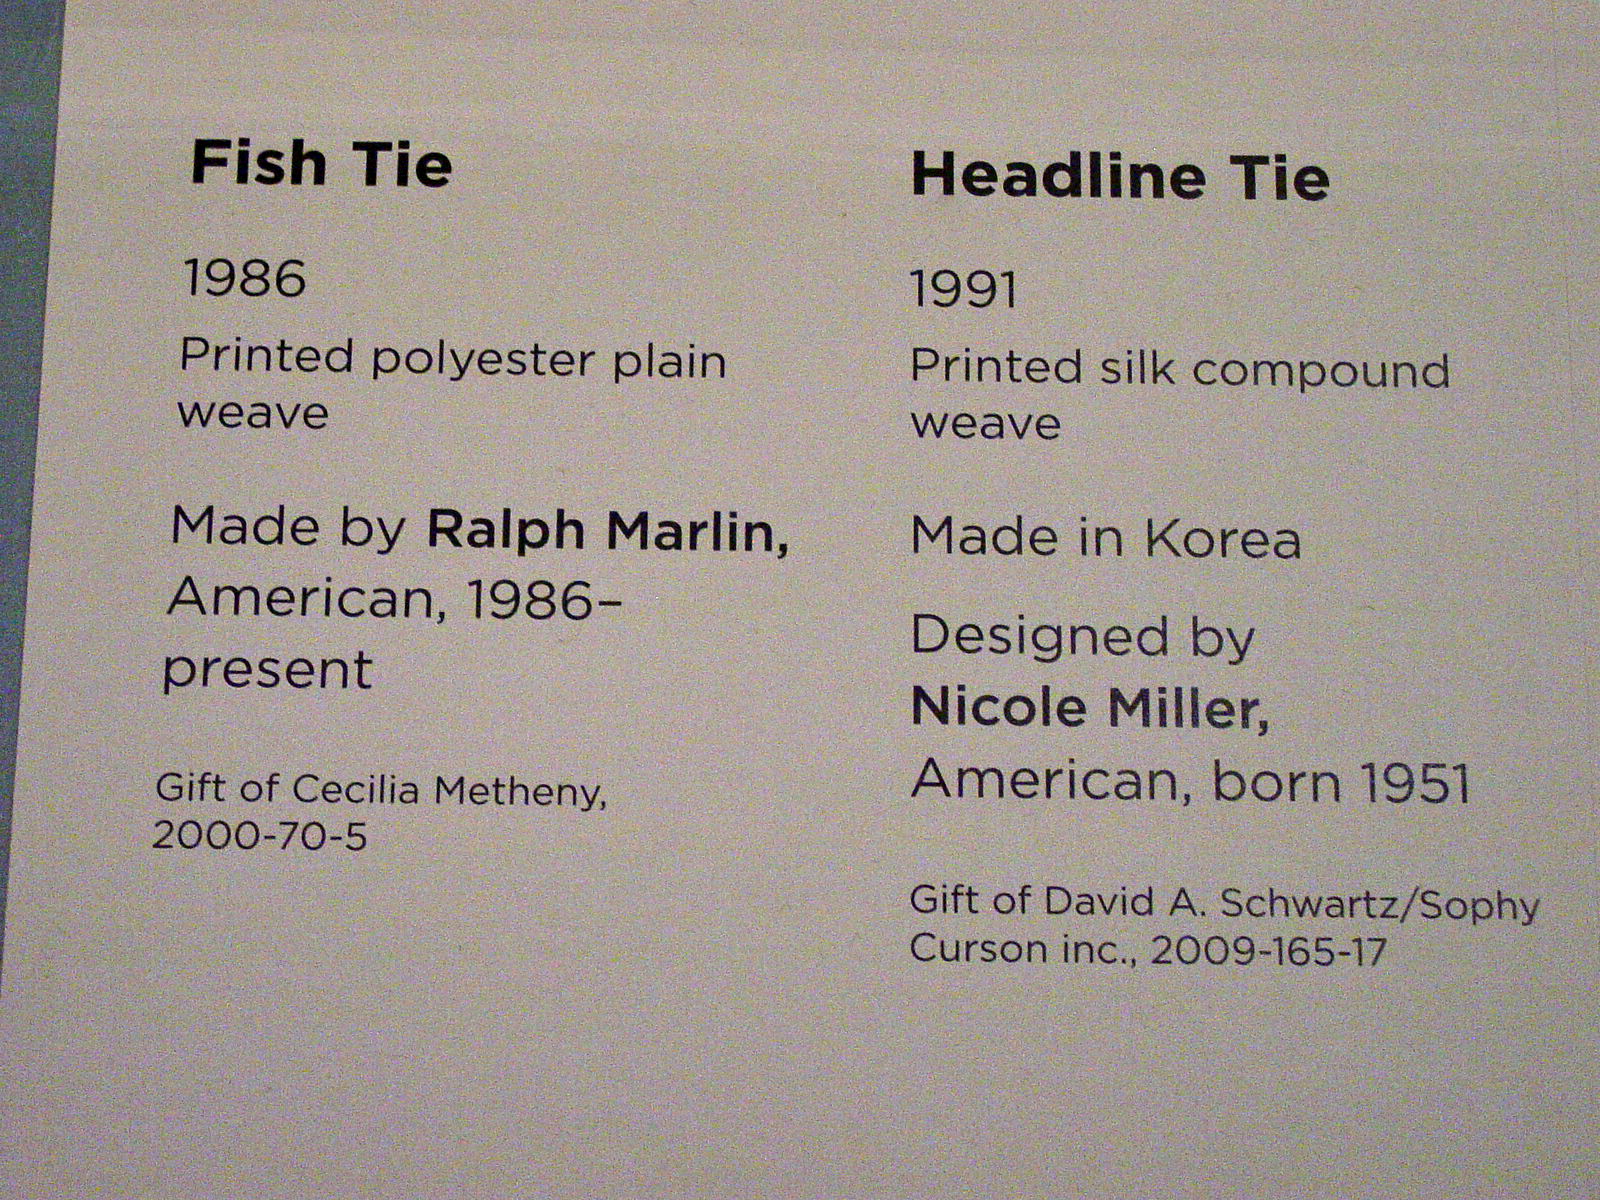 Fish Tie
1986
Printed polyester plain
weave
Made by Ralph Marlin,
American, 1986–
present
Gift of Cecilia Metheny,
2000-70-5
Headline Tie
1991
Printed silk compound
weave
Made in Korea
Designed by
Nicole Miller,
American, born 1951
Gift of David A. Schwartz/Sophy
Curson inc., 2009-165-17